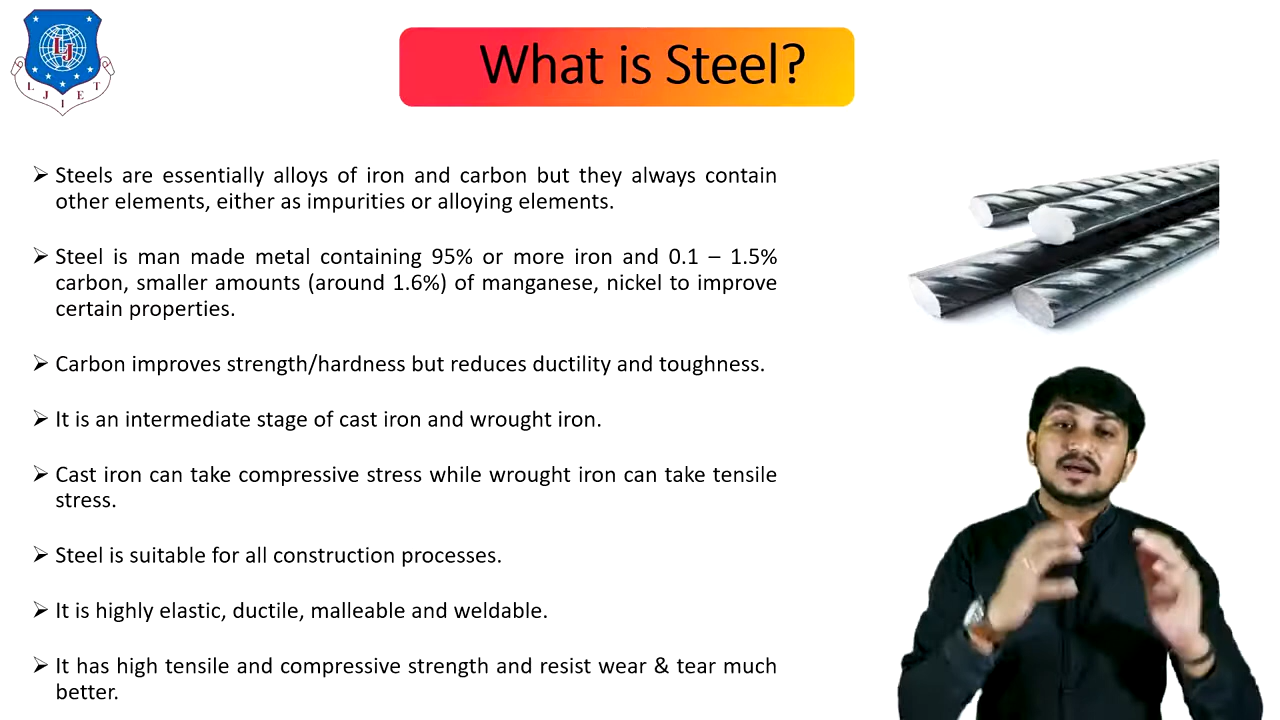 LJ
L J I E T
What is Steel?
➢ Steels are essentially alloys of iron and carbon but they always contain
other elements, either as impurities or alloying elements.
➢ Steel is man made metal containing 95% or more iron and 0.1 – 1.5%
carbon, smaller amounts (around 1.6%) of manganese, nickel to improve
certain properties.
➢ Carbon improves strength/hardness but reduces ductility and toughness.
➢ It is an intermediate stage of cast iron and wrought iron.
➢ Cast iron can take compressive stress while wrought iron can take tensile
stress.
➢ Steel is suitable for all construction processes.
➢ It is highly elastic, ductile, malleable and weldable.
➢ It has high tensile and compressive strength and resist wear & tear much
better.